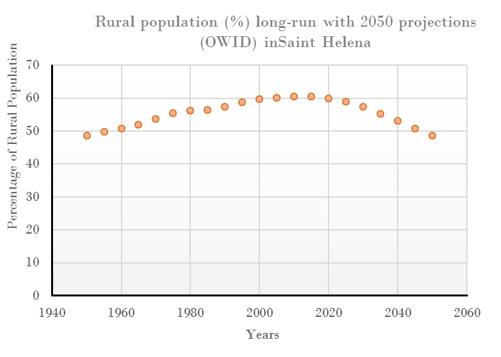 Rural population (%) long-run with 2050 projections
(OWID) inSaint Helena
Percentage of Rural Population
70
60
50
40
30
20
10
0
1940 1960 1980 2000 2020 2040 2060
Years